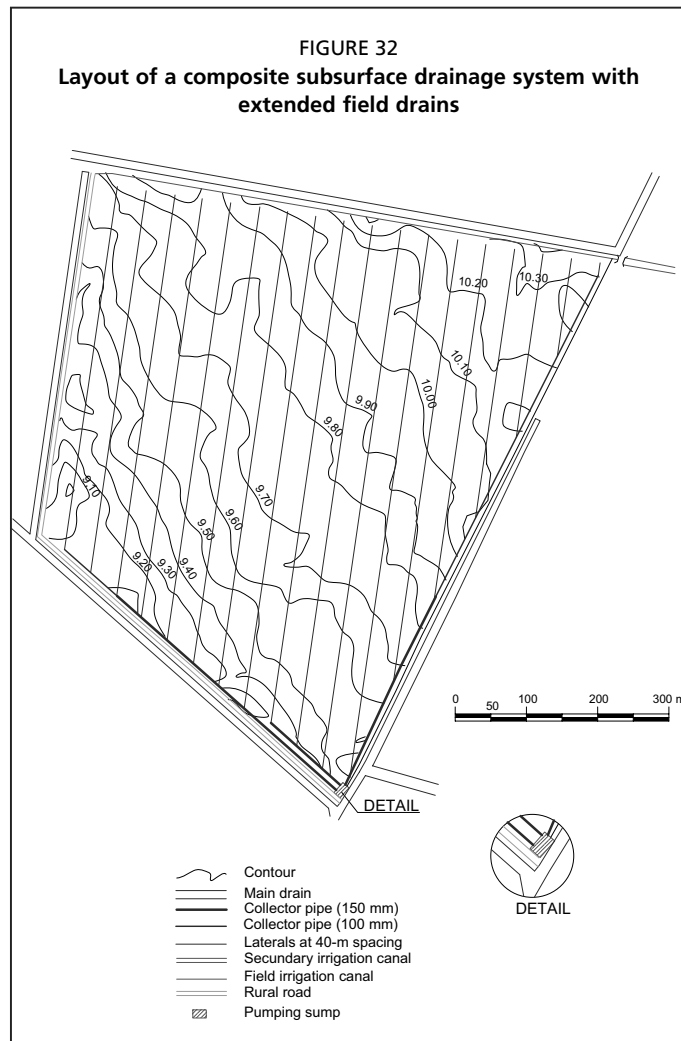 FIGURE 32
Layout of a composite subsurface drainage system with
extended field drains
10.20
10.30
10.10
10.00
9.90
9.80
9.70
9.60
9.50
9.40
9.30
9.20
9.10
0
50
100
200
300 m
DETAIL
DETAIL
Contour
Main drain
Collector pipe (150 mm)
Collector pipe (100 mm)
Laterals at 40-m spacing
Secundary irrigation canal
Field irrigation canal
Rural road
Pumping sump